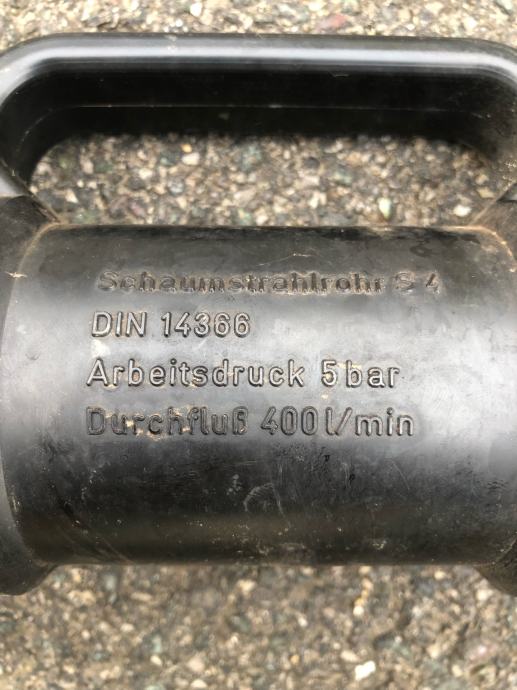 Schaumstrahlrohr S 4
DIN 14366
Arbeitsdruck 5 bar
Durchfluß 400 l/min